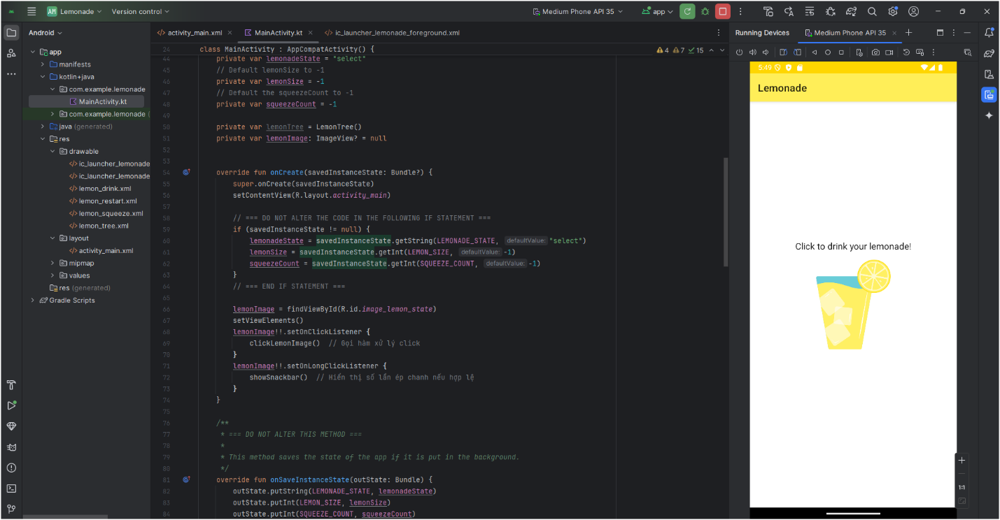 AM Lemonade Version control Medium Phone API 35 app
Android
app
manifests
kotlin+java
com.example.lemonade
MainActivity.kt
com.example.lemonade (
java (generated)
res
drawable
ic_launcher_lemonade
ic_launcher_lemonade
lemon_drink.xml
lemon_restart.xml
lemon_squeeze.xml
lemon_tree.xml
layout
activity_main.xml
mipmap
values
res (generated)
Gradle Scripts
activity_main.xml MainActivity.kt ic_launcher_lemonade_foreground.xml
24 class MainActivity : AppCompatActivity() { 4 7 15
44 private var lemonadeState = "select"
45 // Default lemonSize to -1
46 private var lemonSize = -1
47 // Default the squeezeCount to -1
48 private var squeezeCount = -1
49
50 private var lemonTree = LemonTree()
51 private var lemonImage: ImageView? = null
52
53
54 override fun onCreate(savedInstanceState: Bundle?) {
55 super.onCreate(savedInstanceState)
56 setContentView(R.layout.activity_main)
57
58 // === DO NOT ALTER THE CODE IN THE FOLLOWING IF STATEMENT ===
59 if (savedInstanceState != null) {
60 lemonadeState = savedInstanceState.getString(LEMONADE_STATE, defaultValue: "select")
61 lemonSize = savedInstanceState.getInt(LEMON_SIZE, defaultValue: -1)
62 squeezeCount = savedInstanceState.getInt(SQUEEZE_COUNT, defaultValue: -1)
63 }
64 // === END IF STATEMENT ===
65
66 lemonImage = findViewById(R.id.image_lemon_state)
67 setViewElements()
68 lemonImage!!.setOnClickListener {
69 clickLemonImage() // Gọi hàm xử lý click
70 }
71 lemonImage!!.setOnLongClickListener {
72 showSnackbar() // Hiển thị số lần ép chanh nếu hợp lệ
73 }
74 }
75
76 /**
77 * === DO NOT ALTER THIS METHOD ===
78 *
79 * This method saves the state of the app if it is put in the background.
80 */
81 override fun onSaveInstanceState(outState: Bundle) {
82 outState.putString(LEMONADE_STATE, lemonadeState)
83 outState.putInt(LEMON_SIZE, lemonSize)
84 outState.putInt(SQUEEZE_COUNT, squeezeCount)
Running Devices Medium Phone API 35
5:49
Lemonade
Click to drink your lemonade!
1:1